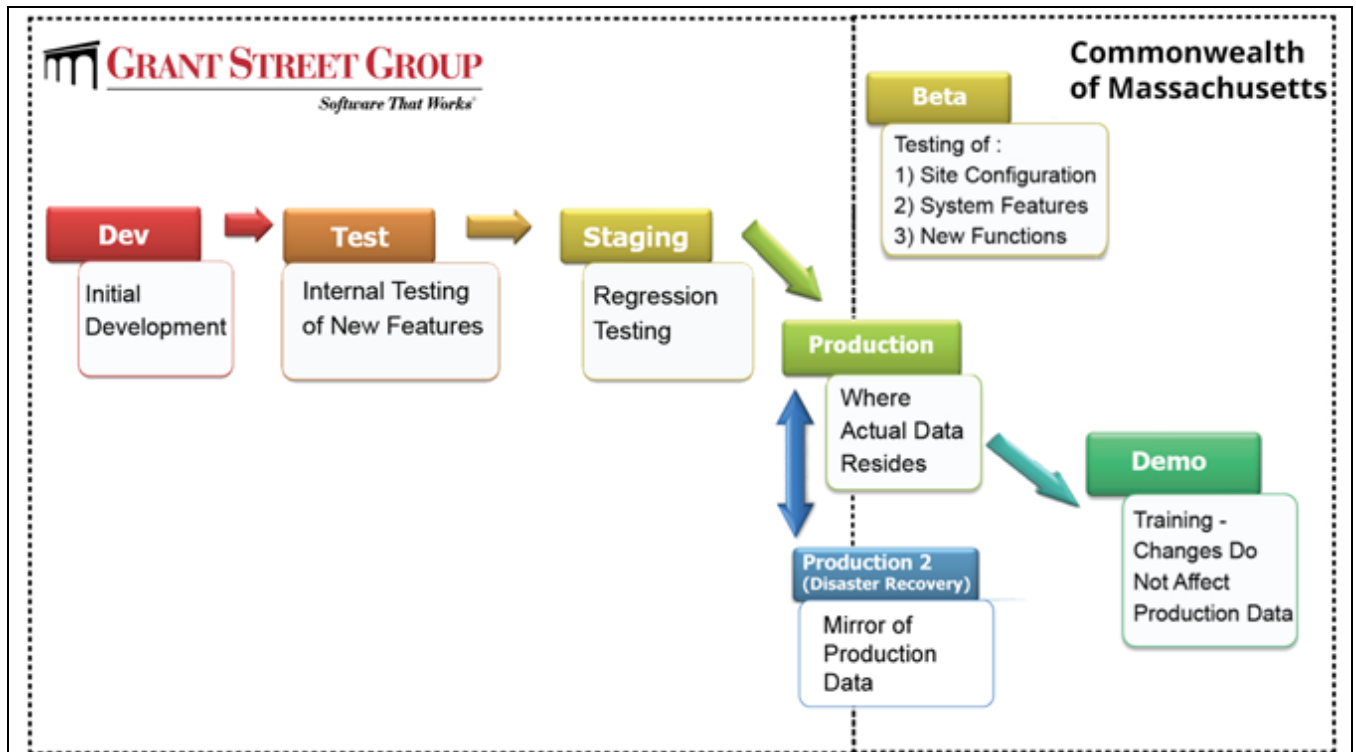 GRANT STREET GROUP
Software That Works®
Commonwealth
of Massachusetts
Beta
Testing of :
1) Site Configuration
2) System Features
3) New Functions
Dev
Initial
Development
Test
Internal Testing
of New Features
Staging
Regression
Testing
Production
Where
Actual Data
Resides
Demo
Training -
Changes Do
Not Affect
Production Data
Production 2
(Disaster Recovery)
Mirror of
Production
Data